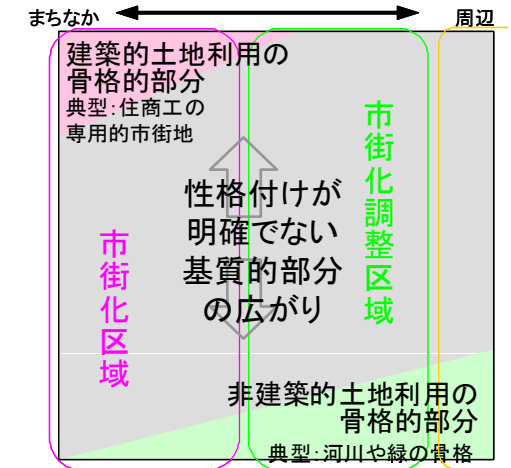 まちなか
周辺
建築的土地利用の
骨格的部分
典型：住商工の
専用的市街地
市街化調整区域
性格付けが
明確でない
基質的部分
の広がり
市街化区域
非建築的土地利用の
骨格的部分
典型：河川や緑の骨格